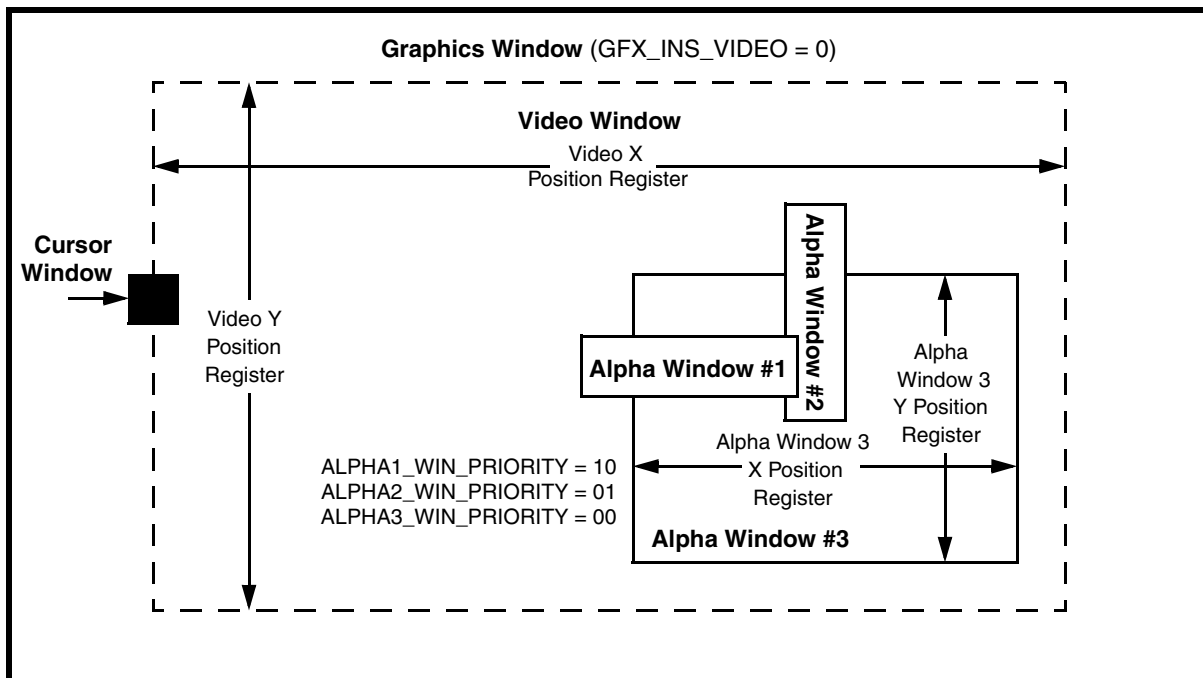 Graphics Window (GFX_INS_VIDEO = 0)
Video Window
Video X
Position Register
Cursor
Window
Video Y
Position
Register
Alpha Window #2
Alpha Window #1
Alpha
Window 3
Y Position
Register
Alpha Window 3
X Position
Register
ALPHA1_WIN_PRIORITY = 10
ALPHA2_WIN_PRIORITY = 01
ALPHA3_WIN_PRIORITY = 00
Alpha Window #3